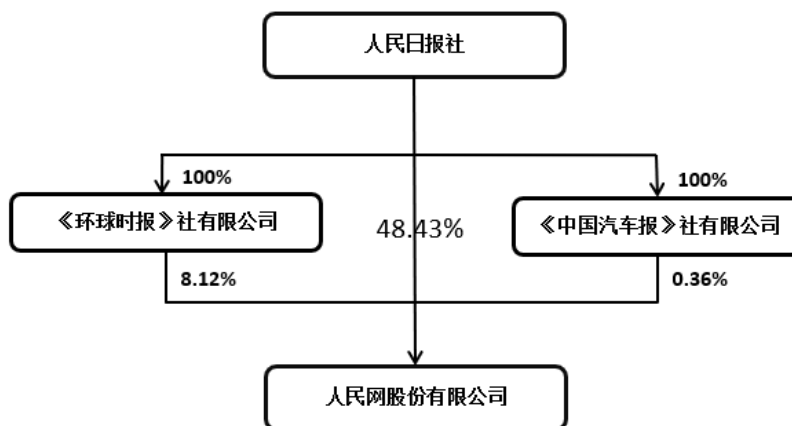 人民日报社
100%
100%
《环球时报》社有限公司
48.43%
《中国汽车报》社有限公司
8.12%
0.36%
人民网股份有限公司